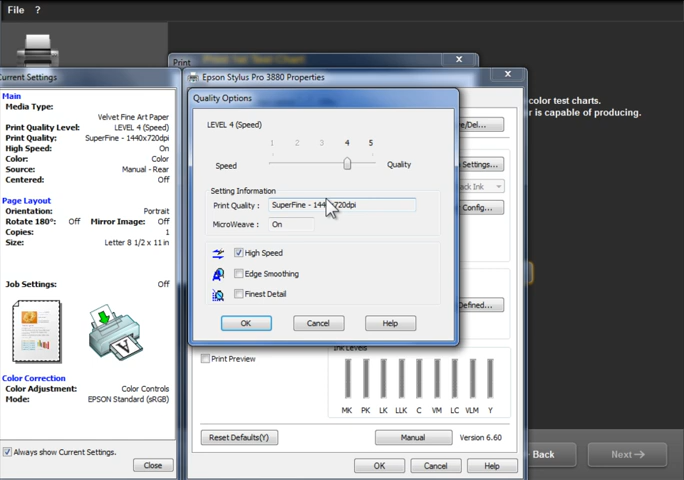 File ?
Print
Print 1st Test Chart
color test charts.
r is capable of producing.
Current Settings
Main
Media Type:
Velvet Fine Art Paper
Print Quality Level: LEVEL 4 (Speed)
Print Quality: SuperFine - 1440x720dpi
High Speed: On
Color: Color
Source: Manual - Rear
Centered: Off
Page Layout
Orientation: Portrait
Rotate 180°: Off Mirror Image: Off
Copies: 1
Size: Letter 8 1/2 x 11 in
Job Settings: Off
Color Correction
Color Adjustment: Color Controls
Mode: EPSON Standard (sRGB)
Always show Current Settings.
Close
Epson Stylus Pro 3880 Properties
Quality Options
LEVEL 4 (Speed)
1 2 3 4 5
Speed Quality
Setting Information
Print Quality : SuperFine - 144 720dpi
MicroWeave : On
High Speed
Edge Smoothing
Finest Detail
OK Cancel Help
e/Del...
Settings...
ck Ink
Config...
Defined...
Print Preview
Ink Levels
MK PK LK LLK C VM LC VLM Y
Reset Defaults(Y) Manual Version 6.60
OK Cancel Help
Back Next